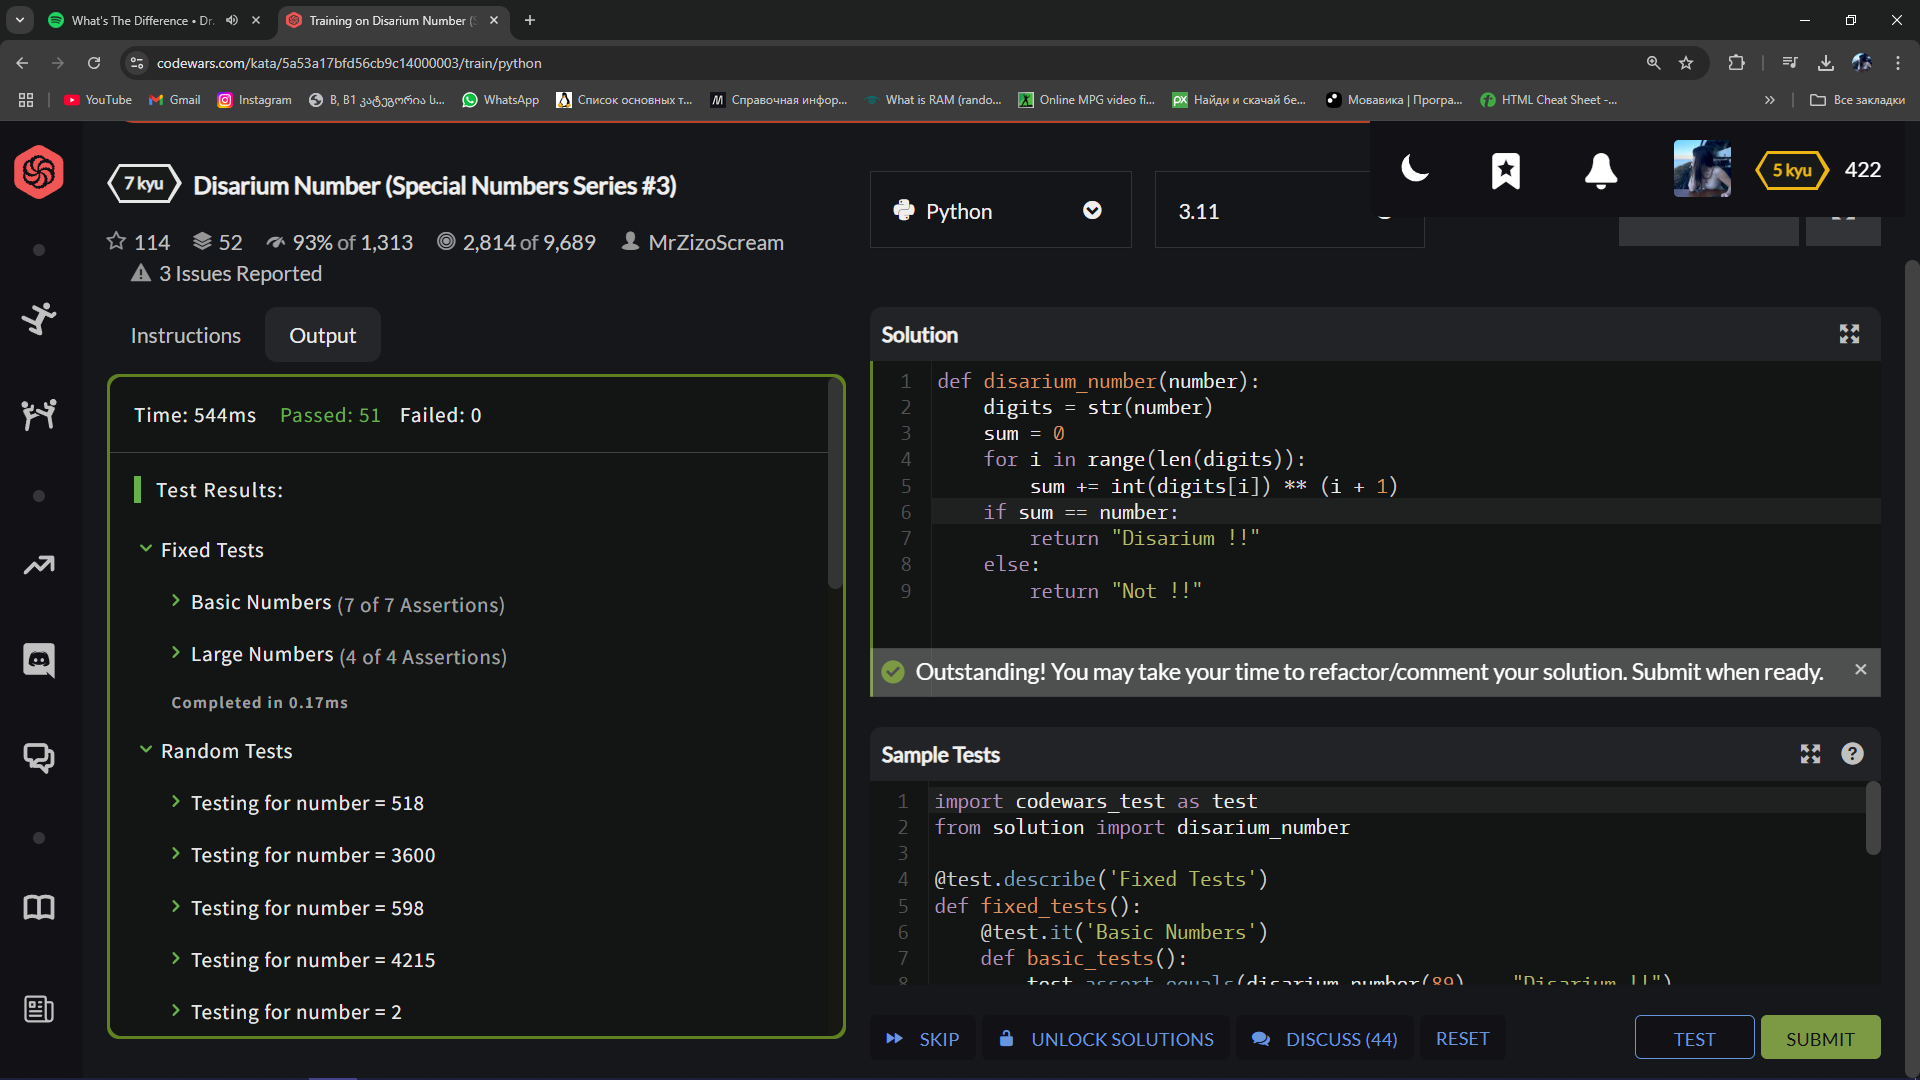 What's The Difference • Dr.
Training on Disarium Number (S
codewars.com/kata/5a53a17bfd56cb9c14000003/train/python
YouTube
Gmail
Instagram
B, B1 კატეგორია ს...
WhatsApp
Список основных т...
Справочная инфор...
What is RAM (rando...
Online MPG video fi...
Найди и скачай бе...
Мовавика | Програ...
HTML Cheat Sheet -...
Все закладки
7 kyu
Disarium Number (Special Numbers Series #3)
114
52
93% of 1,313
2,814 of 9,689
MrZizoScream
3 Issues Reported
Python
3.11
5 kyu
422
Instructions
Output
Time: 544ms Passed: 51 Failed: 0
Test Results:
Fixed Tests
Basic Numbers (7 of 7 Assertions)
Large Numbers (4 of 4 Assertions)
Completed in 0.17ms
Random Tests
Testing for number = 518
Testing for number = 3600
Testing for number = 598
Testing for number = 4215
Testing for number = 2
Solution
1 def disarium_number(number):
2     digits = str(number)
3     sum = 0
4     for i in range(len(digits)):
5         sum += int(digits[i]) ** (i + 1)
6     if sum == number:
7         return "Disarium !!"
8     else:
9         return "Not !!"
Outstanding! You may take your time to refactor/comment your solution. Submit when ready.
Sample Tests
1 import codewars_test as test
2 from solution import disarium_number
3
4 @test.describe('Fixed Tests')
5 def fixed_tests():
6     @test.it('Basic Numbers')
7     def basic_tests():
8         test.assert_equals(disarium_number(89) "Disarium !!")
SKIP
UNLOCK SOLUTIONS
DISCUSS (44)
RESET
TEST
SUBMIT